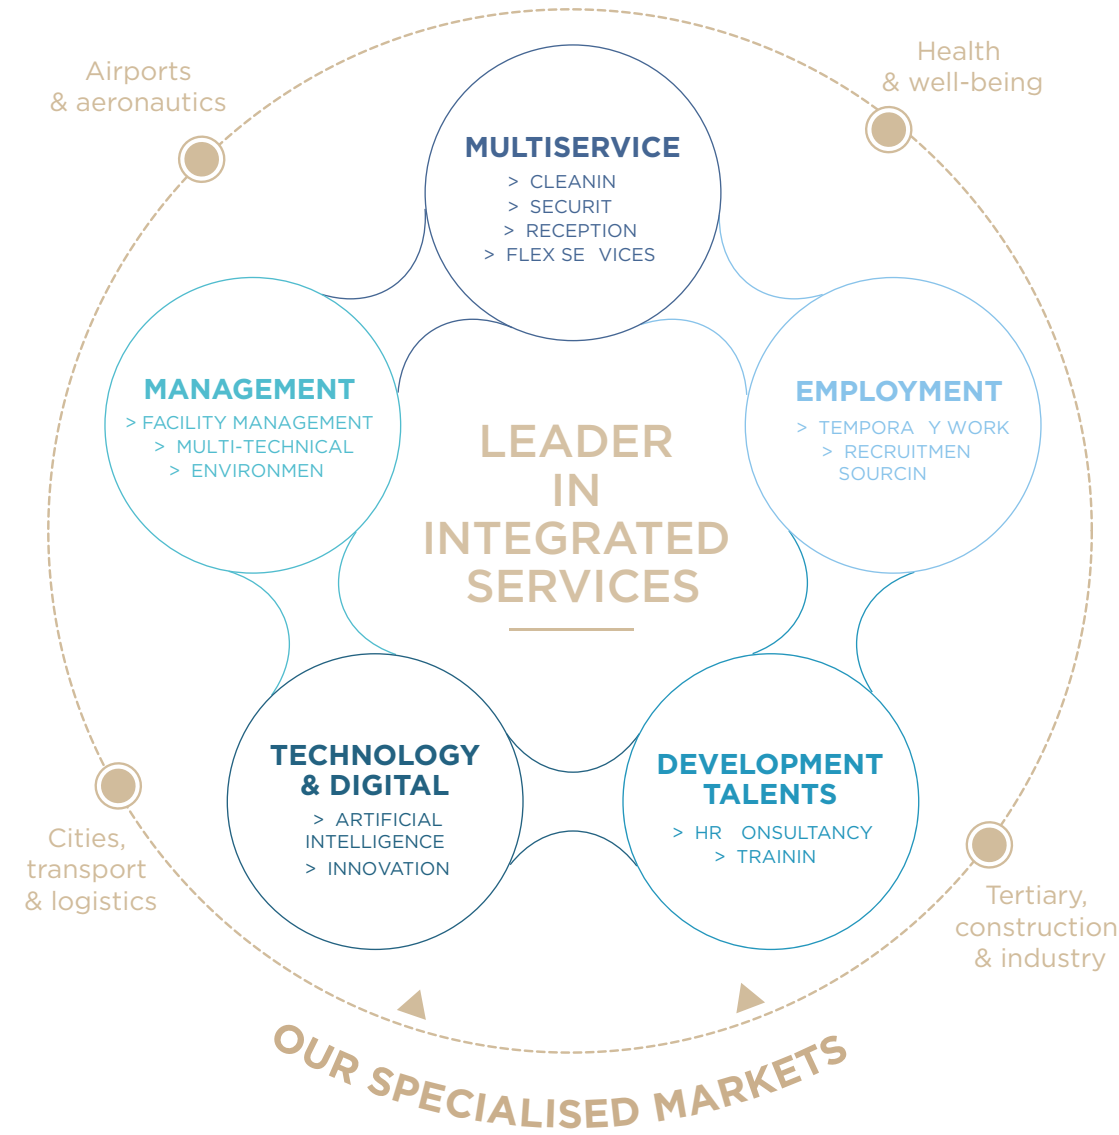 Airports
& aeronautics
Health
& well-being
MULTISERVICE
> CLEANIN
> SECURIT
> RECEPTION
> FLEX SE VICES
MANAGEMENT
> FACILITY MANAGEMENT
> MULTI-TECHNICAL
> ENVIRONMEN
EMPLOYMENT
> TEMPORA Y WORK
> RECRUITMEN
SOURCIN
LEADER
IN
INTEGRATED
SERVICES
TECHNOLOGY
& DIGITAL
> ARTIFICIAL
INTELLIGENCE
> INNOVATION
DEVELOPMENT
TALENTS
> HR ONSULTANCY
> TRAININ
Cities,
transport
& logistics
Tertiary,
construction
& industry
OUR SPECIALISED MARKETS